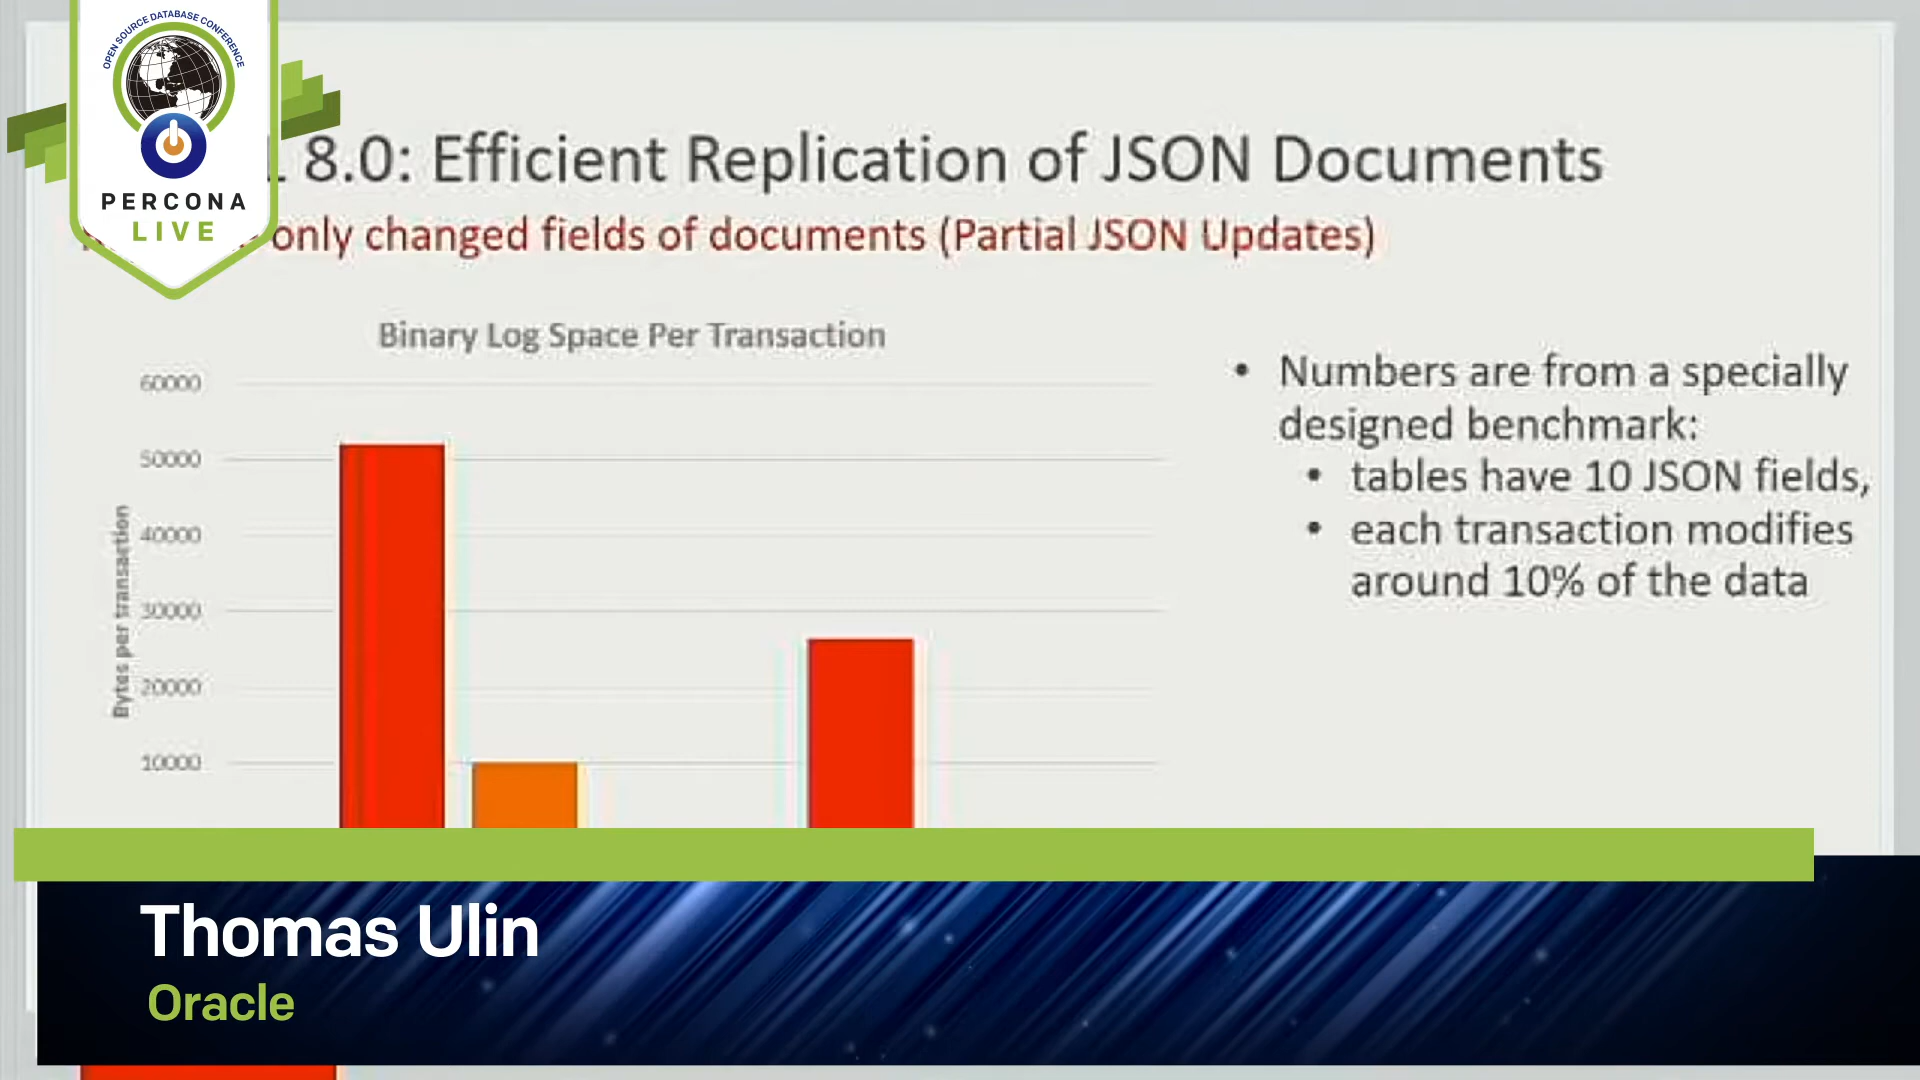 OPEN SOURCE DATABASE CONFERENCE
PERCONA
LIVE
8.0: Efficient Replication of JSON Documents
only changed fields of documents (Partial JSON Updates)
Binary Log Space Per Transaction
60000
50000
40000
30000
20000
10000
Bytes per transaction
• Numbers are from a specially
designed benchmark:
• tables have 10 JSON fields,
• each transaction modifies
around 10% of the data
Thomas Ulin
Oracle